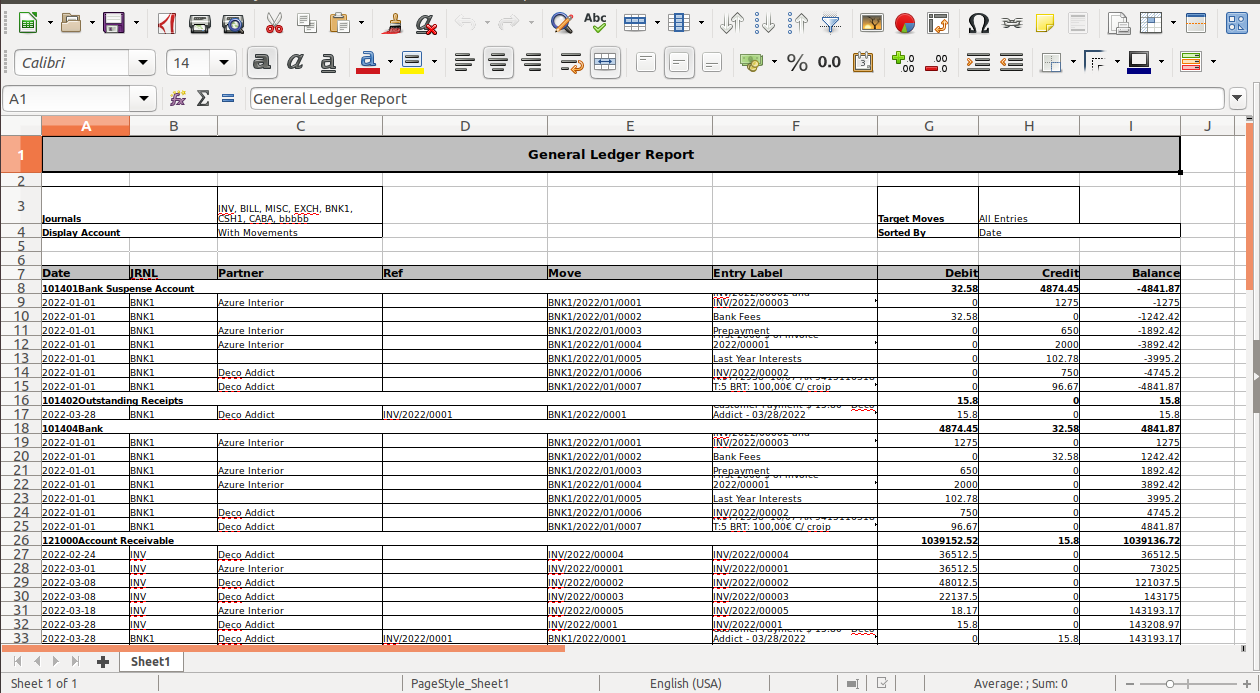 Calibri 14 a a a a % 0.0
A1 General Ledger Report
A B C D E F G H I J
1 General Ledger Report
2
3 Journals INV, BILL, MISC, EXCH, BNK1, CSH1, CABA, bbbbb Target Moves All Entries
4 Display Account With Movements Sorted By Date
5
6
7 Date JRNL Partner Ref Move Entry Label Debit Credit Balance
8 101401Bank Suspense Account 32.58 4874.45 -4841.87
9 2022-01-01 BNK1 Azure Interior BNK1/2022/01/0001 INV/2022/00003 0 1275 -1275
10 2022-01-01 BNK1 BNK1/2022/01/0002 Bank Fees 32.58 0 -1242.42
11 2022-01-01 BNK1 Azure Interior BNK1/2022/01/0003 Prepayment 0 650 -1892.42
12 2022-01-01 BNK1 Azure Interior BNK1/2022/01/0004 2022/00001 0 2000 -3892.42
13 2022-01-01 BNK1 BNK1/2022/01/0005 Last Year Interests 0 102.78 -3995.2
14 2022-01-01 BNK1 Deco Addict BNK1/2022/01/0006 INV/2022/00002 0 750 -4745.2
15 2022-01-01 BNK1 Deco Addict BNK1/2022/01/0007 T:5 BRT: 100,00€ C/ croip 0 96.67 -4841.87
16 101402Outstanding Receipts 15.8 0 15.8
17 2022-03-28 BNK1 Deco Addict INV/2022/0001 BNK1/2022/0001 Addict - 03/28/2022 15.8 0 15.8
18 101404Bank 4874.45 32.58 4841.87
19 2022-01-01 BNK1 Azure Interior BNK1/2022/01/0001 INV/2022/00003 1275 0 1275
20 2022-01-01 BNK1 BNK1/2022/01/0002 Bank Fees 0 32.58 1242.42
21 2022-01-01 BNK1 Azure Interior BNK1/2022/01/0003 Prepayment 650 0 1892.42
22 2022-01-01 BNK1 Azure Interior BNK1/2022/01/0004 2022/00001 2000 0 3892.42
23 2022-01-01 BNK1 BNK1/2022/01/0005 Last Year Interests 102.78 0 3995.2
24 2022-01-01 BNK1 Deco Addict BNK1/2022/01/0006 INV/2022/00002 750 0 4745.2
25 2022-01-01 BNK1 Deco Addict BNK1/2022/01/0007 T:5 BRT: 100,00€ C/ croip 96.67 0 4841.87
26 121000Account Receivable 1039152.52 15.8 1039136.72
27 2022-02-24 INV Deco Addict INV/2022/00004 INV/2022/00004 36512.5 0 36512.5
28 2022-03-01 INV Azure Interior INV/2022/00001 INV/2022/00001 36512.5 0 73025
29 2022-03-08 INV Deco Addict INV/2022/00002 INV/2022/00002 48012.5 0 121037.5
30 2022-03-08 INV Deco Addict INV/2022/00003 INV/2022/00003 22137.5 0 143175
31 2022-03-18 INV Azure Interior INV/2022/00005 INV/2022/00005 18.17 0 143193.17
32 2022-03-28 INV Deco Addict INV/2022/0001 INV/2022/0001 15.8 0 143208.97
33 2022-03-28 BNK1 Deco Addict INV/2022/0001 BNK1/2022/0001 Addict - 03/28/2022 0 15.8 143193.17
Sheet1
Sheet 1 of 1 PageStyle_Sheet1 English (USA) Average: ; Sum: 0